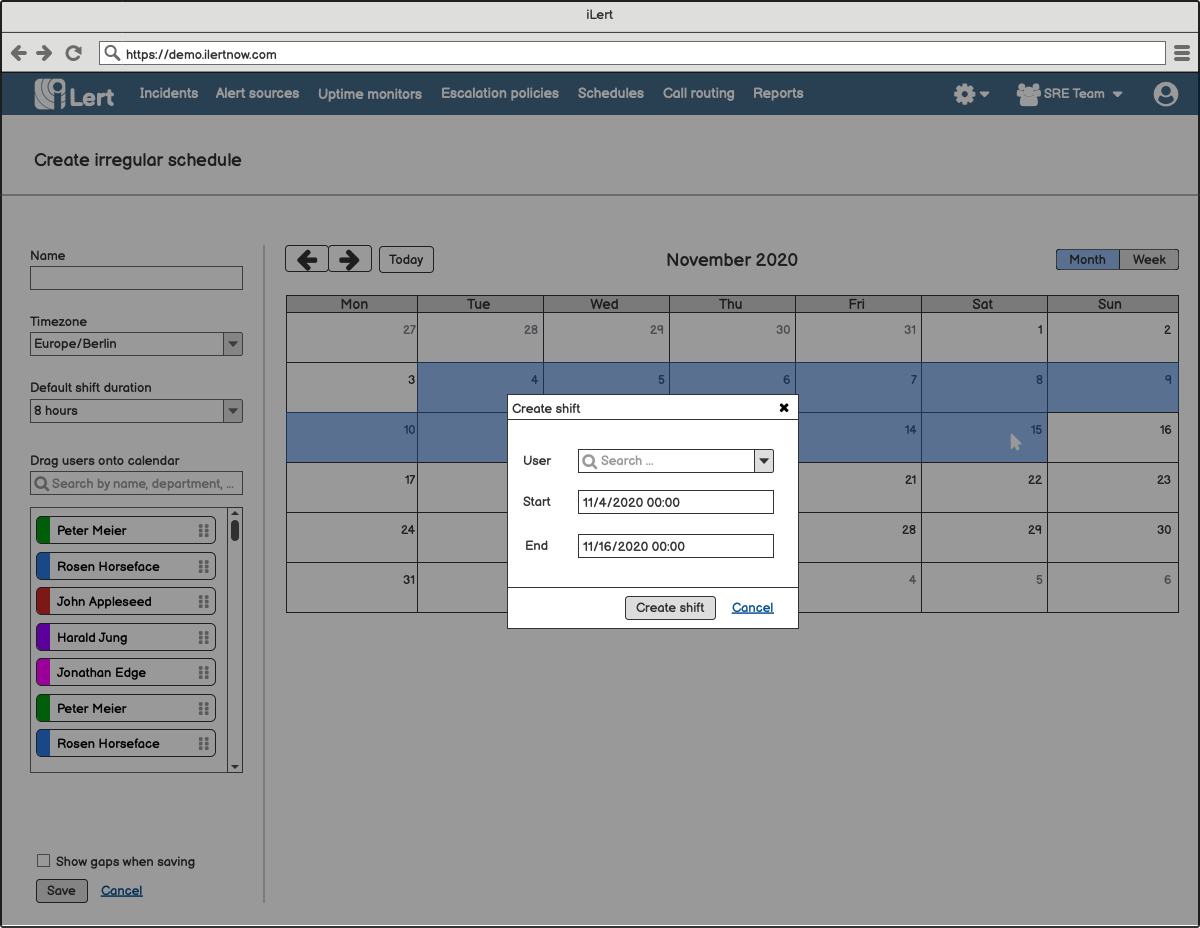 iLert
https://demo.ilertnow.com
iLert Incidents Alert sources Uptime monitors Escalation policies Schedules Call routing Reports SRE Team
Create irregular schedule
Name
Timezone
Europe/Berlin
Default shift duration
8 hours
Drag users onto calendar
Search by name, department, ...
Peter Meier
Rosen Horseface
John Appleseed
Harald Jung
Jonathan Edge
Peter Meier
Rosen Horseface
Show gaps when saving
Save Cancel
Today November 2020 Month Week
Mon Tue Wed Thu Fri Sat Sun
27 28 29 30 31 1 2
3 4 5 6 7 8 9
10 14 15 16
17 21 22 23
24 28 29 30
31 4 5 6
Create shift
User Search ...
Start 11/4/2020 00:00
End 11/16/2020 00:00
Create shift Cancel